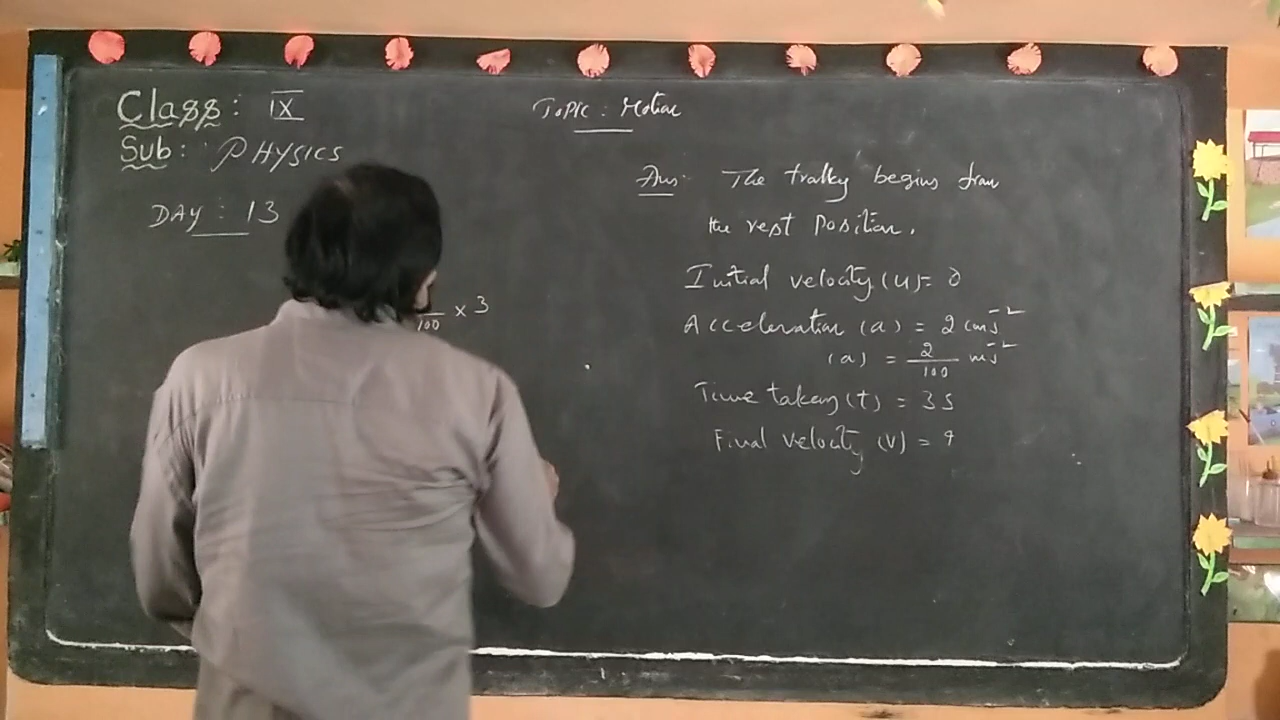 Class: IX
Sub: PHYSICS
Topic: Motion
DAY: 13
100 × 3
Ans: The trolley begins from
the rest position.
Initial velocity (u) = 0
Acceleration (a) = 2 cms⁻²
(a) = 2/100 ms⁻²
Time taken (t) = 3s
Final velocity (v) = ?